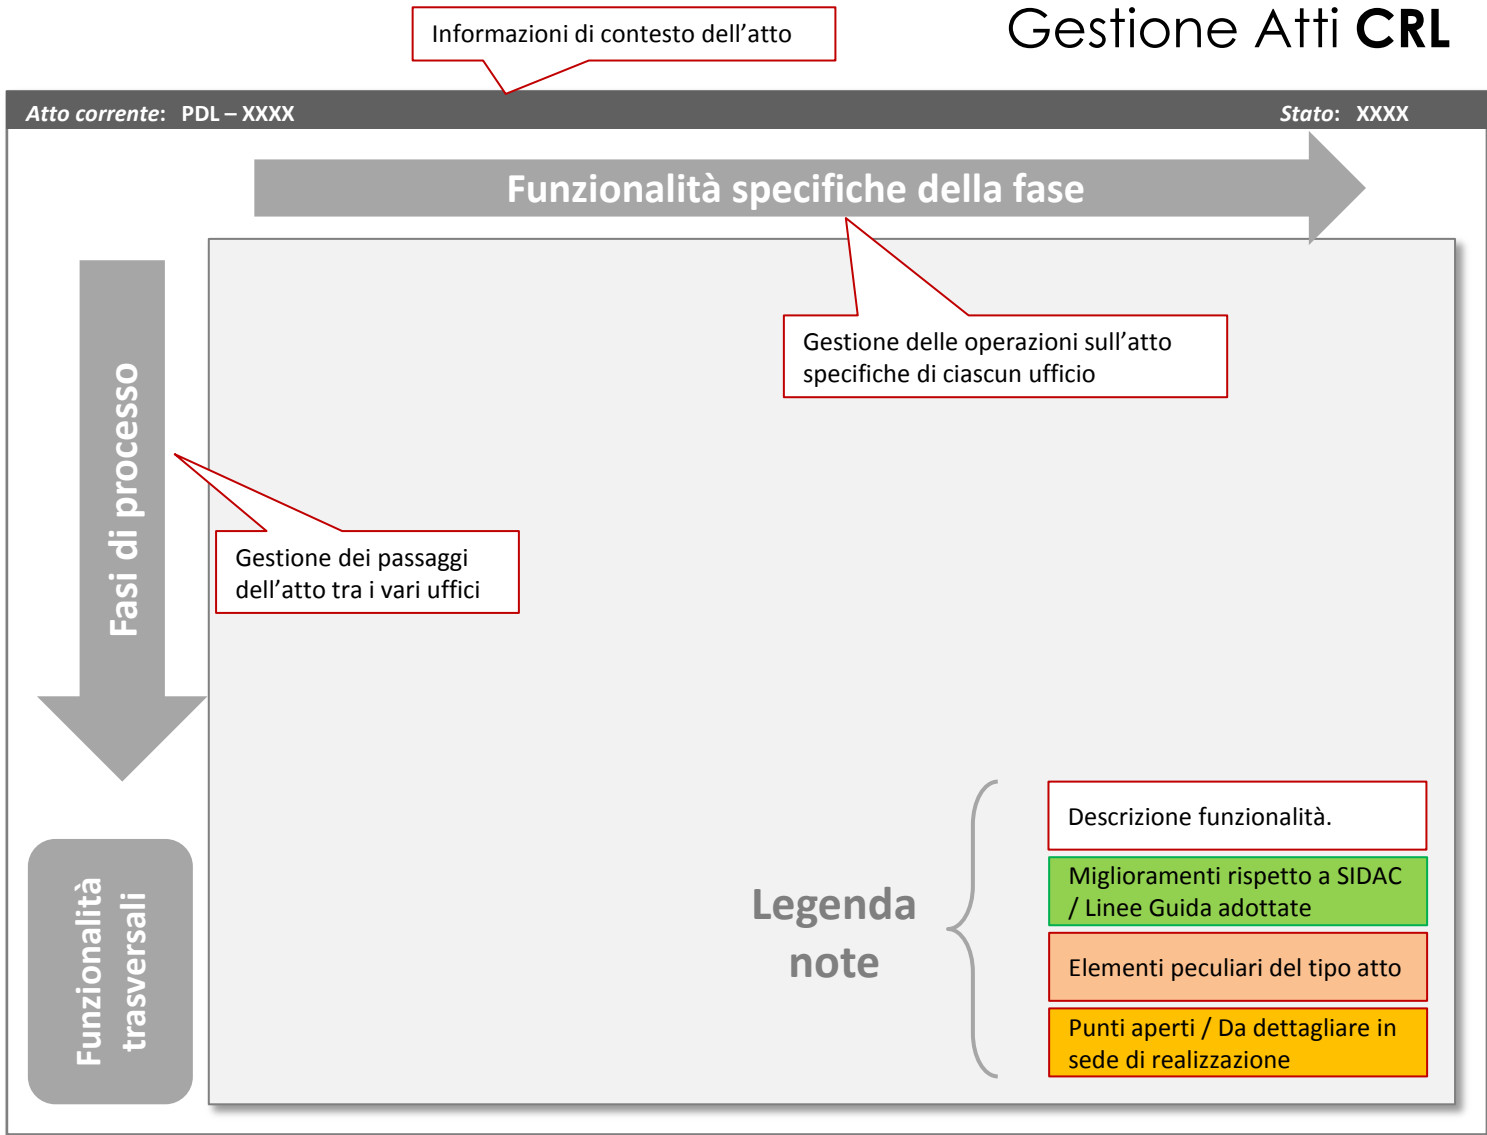 Gestione Atti CRL
Informazioni di contesto dell’atto
Atto corrente: PDL – XXXX
Stato: XXXX
Funzionalità specifiche della fase
Gestione delle operazioni sull’atto
specifiche di ciascun ufficio
Fasi di processo
Gestione dei passaggi
dell’atto tra i vari uffici
Funzionalità
trasversali
Legenda
note
Descrizione funzionalità.
Miglioramenti rispetto a SIDAC
/ Linee Guida adottate
Elementi peculiari del tipo atto
Punti aperti / Da dettagliare in
sede di realizzazione